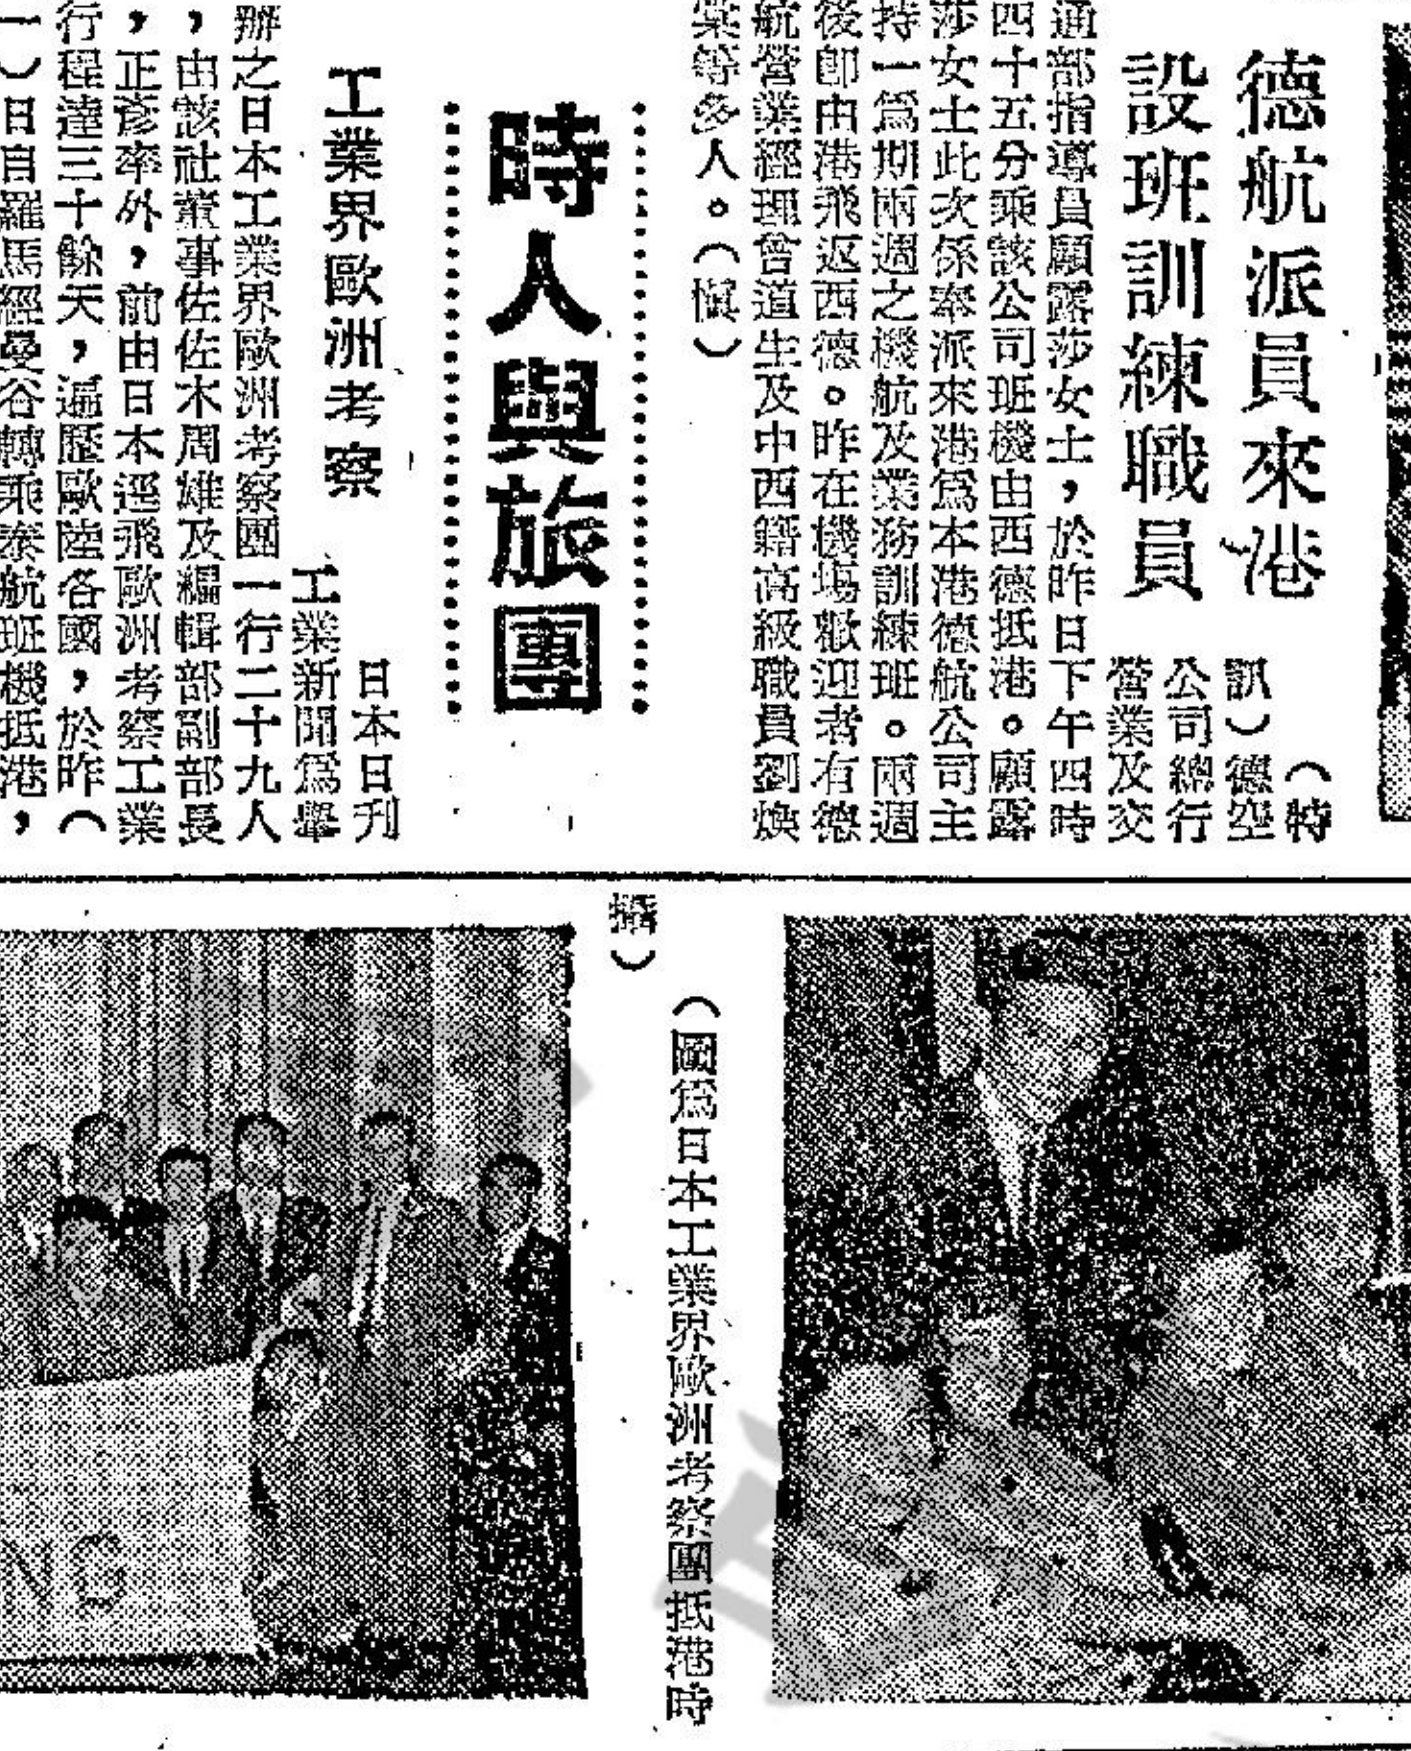 德航派員來港
設班訓練職員
（特
訊）德空
公司總行
營業及交
通部指導員顧露莎女士，於昨日下午四時
四十五分乘該公司班機由西德抵港。顧露
莎女士此次係奉派來港爲本港德航公司主
持一爲期兩週之機航及業務訓練班。兩週
後卽由港飛返西德。昨在機塲歡迎者有德
航營業經理曾道生及中西籍高級職員劉煥
業等多人。（愼）
時人與旅團
工業界歐洲考察
日本日刋
工業新聞爲舉
辦之日本工業界歐洲考察團一行二十九人
，由該社董事佐佐木周雄及編輯部副部長
，正彥率外，前由日本逕飛歐洲考察工業
行程達三十餘天，遍歷歐陸各國，於昨（
一）日自羅馬經曼谷轉乘泰航班機抵港，
（圖爲日本工業界歐洲考察團抵港時
攝）
NG